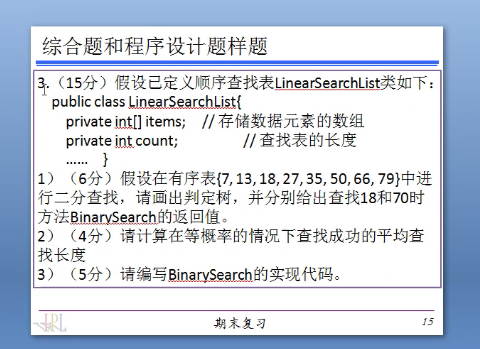 综合题和程序设计题样题
3.（15分）假设已定义顺序查找表LinearSearchList类如下：
public class LinearSearchList{
private int[] items; // 存储数据元素的数组
private int count; // 查找表的长度
…… }
1）（6分）假设在有序表{7, 13, 18, 27, 35, 50, 66, 79}中进
行二分查找，请画出判定树，并分别给出查找18和70时
方法BinarySearch的返回值。
2）（4分）请计算在等概率的情况下查找成功的平均查
找长度
3）（5分）请编写BinarySearch的实现代码。
期末复习
15